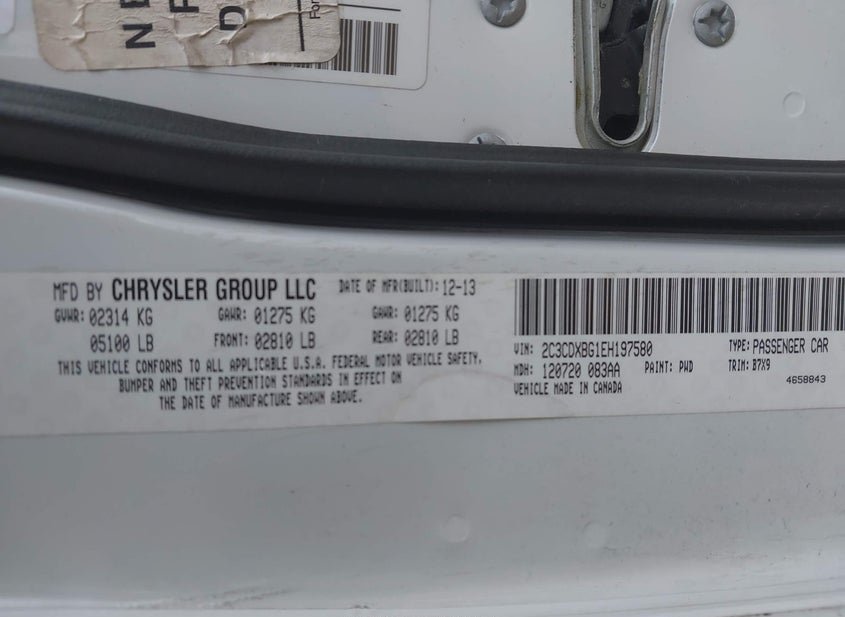 NE
F
D
For
MFD BY CHRYSLER GROUP LLC
DATE OF MFR(BUILT): 12-13
GVWR: 02314 KG GAWR: 01275 KG GAWR: 01275 KG
05100 LB FRONT: 02810 LB REAR: 02810 LB
THIS VEHICLE CONFORMS TO ALL APPLICABLE U.S.A. FEDERAL MOTOR VEHICLE SAFETY,
BUMPER AND THEFT PREVENTION STANDARDS IN EFFECT ON
THE DATE OF MANUFACTURE SHOWN ABOVE.
VIN: 2C3CDXBG1EH197580 TYPE: PASSENGER CAR
MDH: 120720 083AA PAINT: PWD TRIM: B7X9
VEHICLE MADE IN CANADA 4658843